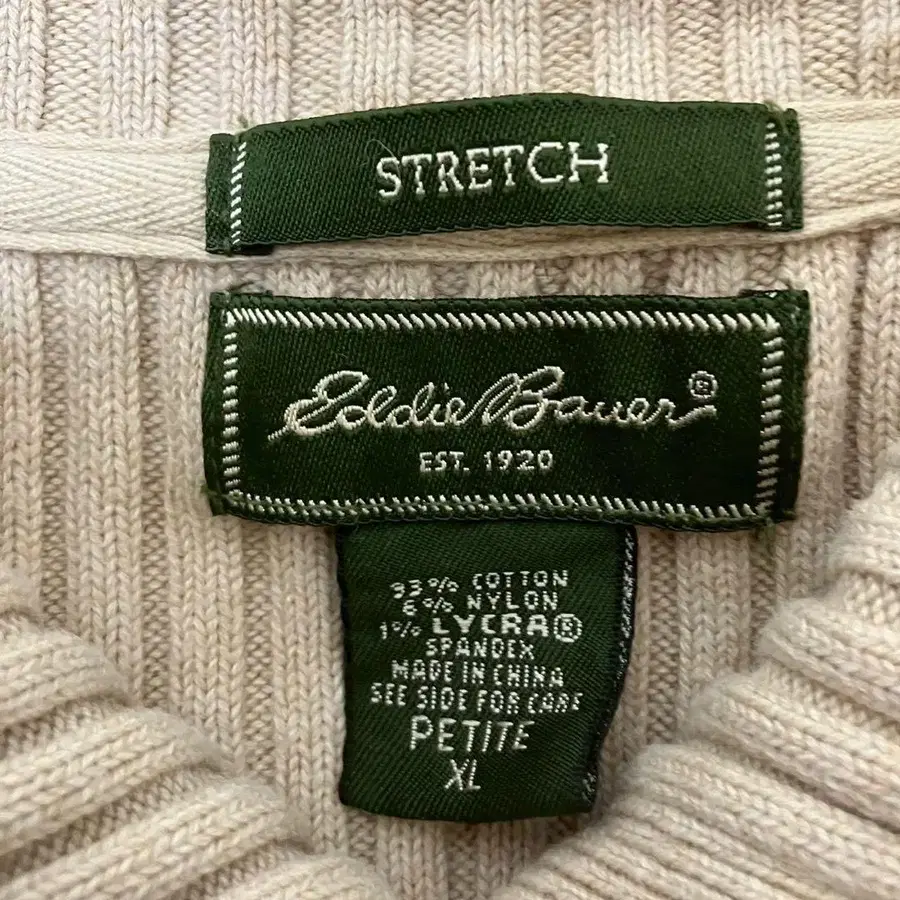 STRETCH
Eddie Bauer®
EST. 1920
93% COTTON
6% NYLON
1% LYCRA®
SPANDEX
MADE IN CHINA
SEE SIDE FOR CARE
PETITE
XL